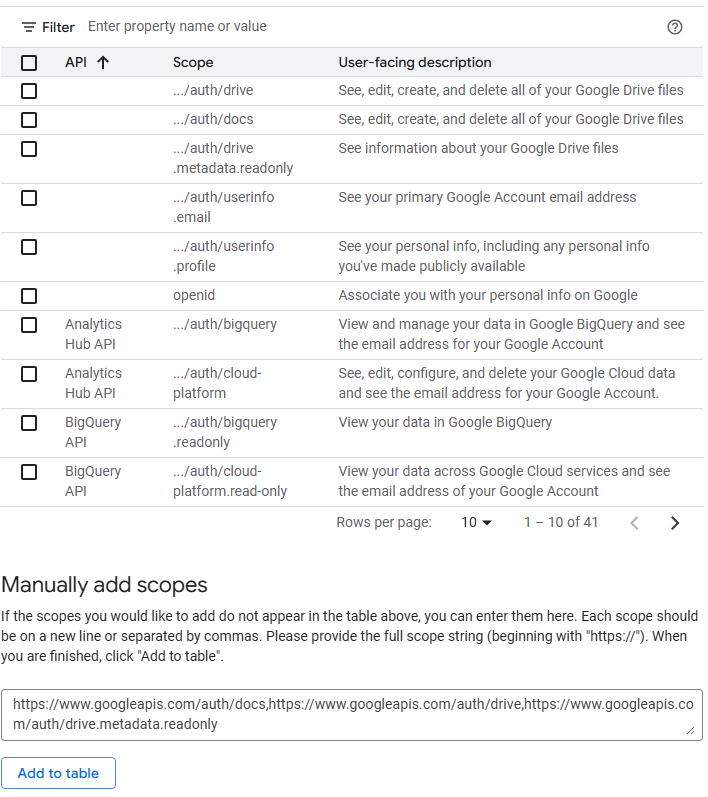 Filter Enter property name or value
API Scope User-facing description
.../auth/drive See, edit, create, and delete all of your Google Drive files
.../auth/docs See, edit, create, and delete all of your Google Drive files
.../auth/drive See information about your Google Drive files
.metadata.readonly
.../auth/userinfo See your primary Google Account email address
.email
.../auth/userinfo See your personal info, including any personal info
.profile you've made publicly available
openid Associate you with your personal info on Google
Analytics .../auth/bigquery View and manage your data in Google BigQuery and see
Hub API the email address for your Google Account
Analytics .../auth/cloud- See, edit, configure, and delete your Google Cloud data
Hub API platform and see the email address for your Google Account.
BigQuery .../auth/bigquery View your data in Google BigQuery
API .readonly
BigQuery .../auth/cloud- View your data across Google Cloud services and see
API platform.read-only the email address of your Google Account
Rows per page: 10 1 – 10 of 41
Manually add scopes
If the scopes you would like to add do not appear in the table above, you can enter them here. Each scope should
be on a new line or separated by commas. Please provide the full scope string (beginning with "https://"). When
you are finished, click "Add to table".
https://www.googleapis.com/auth/docs,https://www.googleapis.com/auth/drive,https://www.googleapis.co
m/auth/drive.metadata.readonly
Add to table